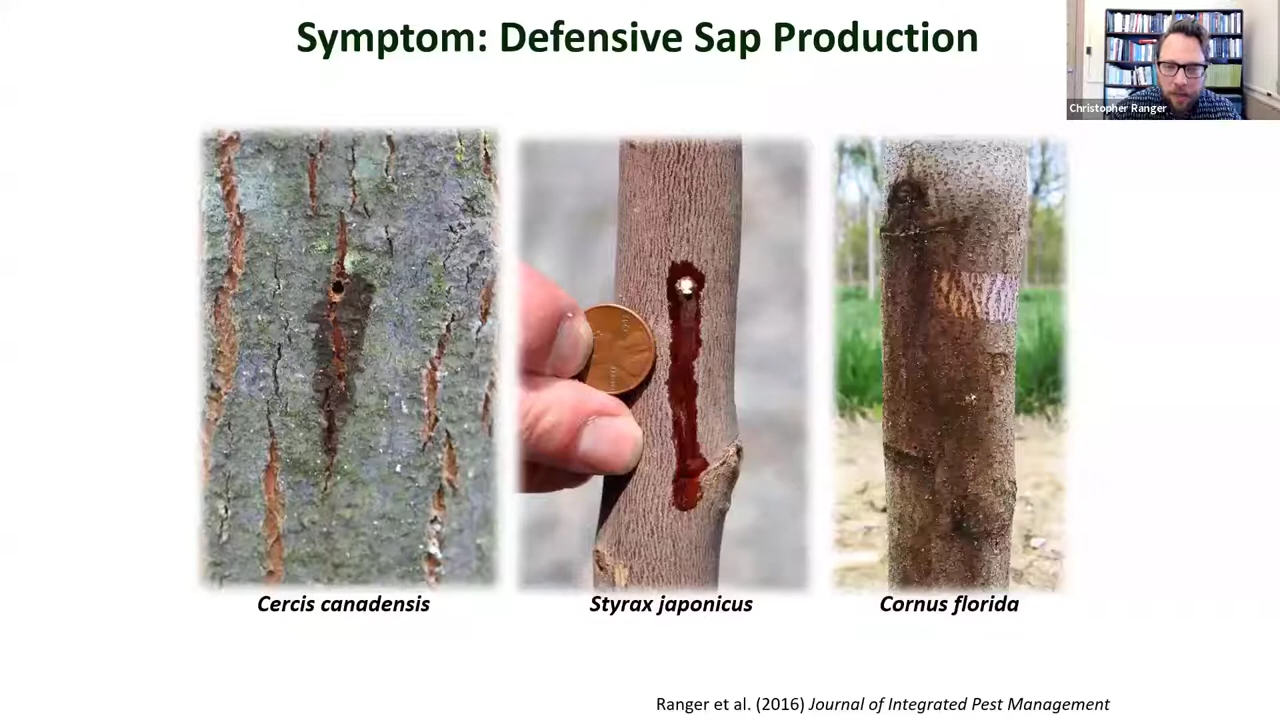 Symptom: Defensive Sap Production
Christopher Ranger
Cercis canadensis
Styrax japonicus
Cornus florida
Ranger et al. (2016) Journal of Integrated Pest Management